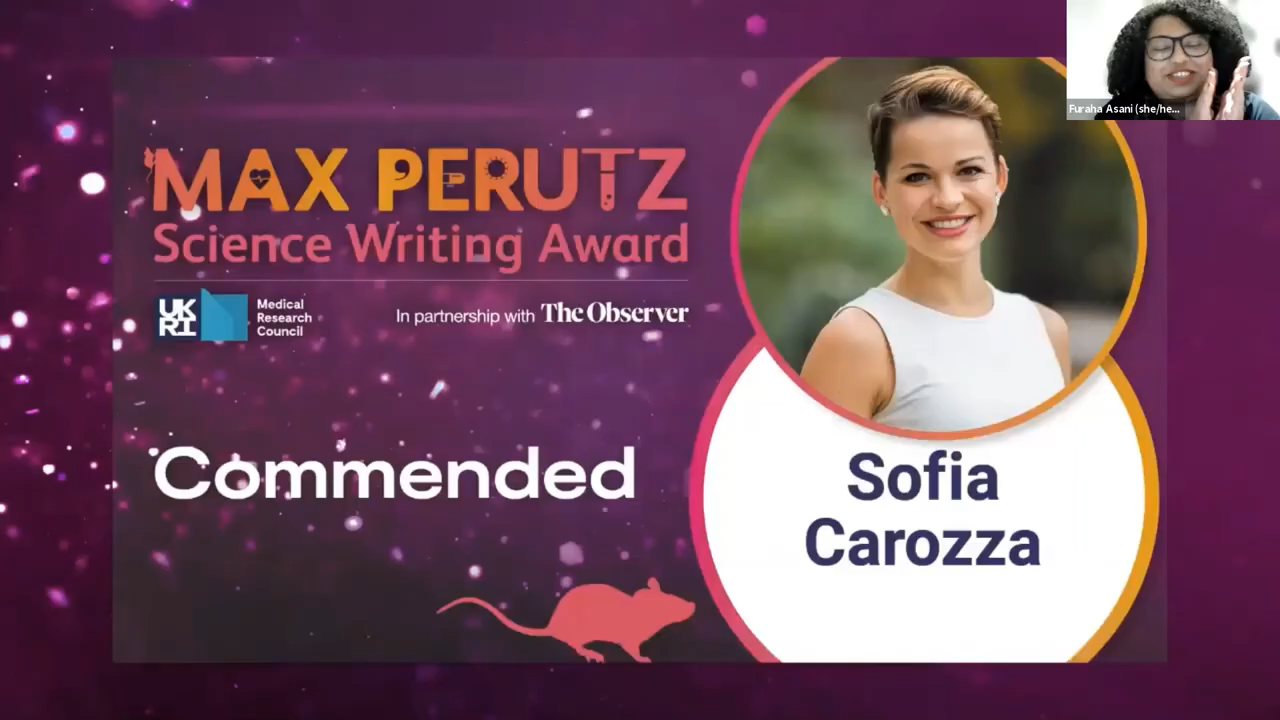 Furaha Asani (she/he...
MAX PERUTZ
Science Writing Award
UK
RI
Medical
Research
Council
In partnership with The Observer
Commended
Sofia
Carozza